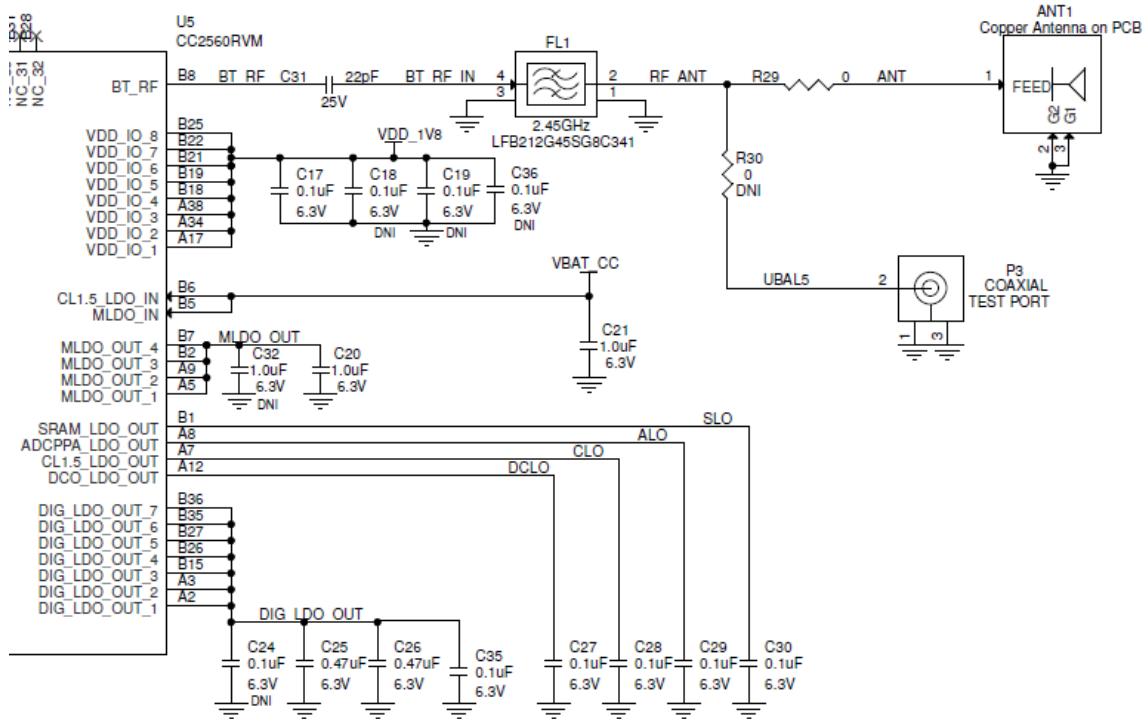 B31
B28
NC_31
NC_32
U5
CC2560RVM
ANT1
Copper Antenna on PCB
FL1
BT_RF
B8
BT_RF
C31
22pF
25V
BT_RF_IN
4
3
2
1
2.45GHz
LFB212G45SG8C341
RF_ANT
R29
0
ANT
1
FEED
G2
G1
2
3
VDD_IO_8
B25
VDD_IO_7
B22
VDD_IO_6
B21
VDD_IO_5
B19
VDD_IO_4
B18
VDD_IO_3
A38
VDD_IO_2
A34
VDD_IO_1
A17
VDD_1V8
C17
0.1uF
6.3V
C18
0.1uF
6.3V
DNI
C19
0.1uF
6.3V
DNI
C36
0.1uF
6.3V
DNI
R30
0
DNI
UBAL5
2
P3
COAXIAL
TEST PORT
1
3
VBAT_CC
CL1.5_LDO_IN
B6
MLDO_IN
B5
C21
1.0uF
6.3V
MLDO_OUT_4
B7
MLDO_OUT_3
B2
MLDO_OUT_2
A9
MLDO_OUT_1
A5
MLDO_OUT
C32
1.0uF
6.3V
DNI
C20
1.0uF
6.3V
SRAM_LDO_OUT
B1
SLO
ADCPPA_LDO_OUT
A8
ALO
CL1.5_LDO_OUT
A7
CLO
DCO_LDO_OUT
A12
DCLO
DIG_LDO_OUT_7
B36
DIG_LDO_OUT_6
B35
DIG_LDO_OUT_5
B27
DIG_LDO_OUT_4
B26
DIG_LDO_OUT_3
B15
DIG_LDO_OUT_2
A3
DIG_LDO_OUT_1
A2
DIG_LDO_OUT
C24
0.1uF
6.3V
DNI
C25
0.47uF
6.3V
C26
0.47uF
6.3V
C35
0.1uF
6.3V
C27
0.1uF
6.3V
C28
0.1uF
6.3V
C29
0.1uF
6.3V
C30
0.1uF
6.3V